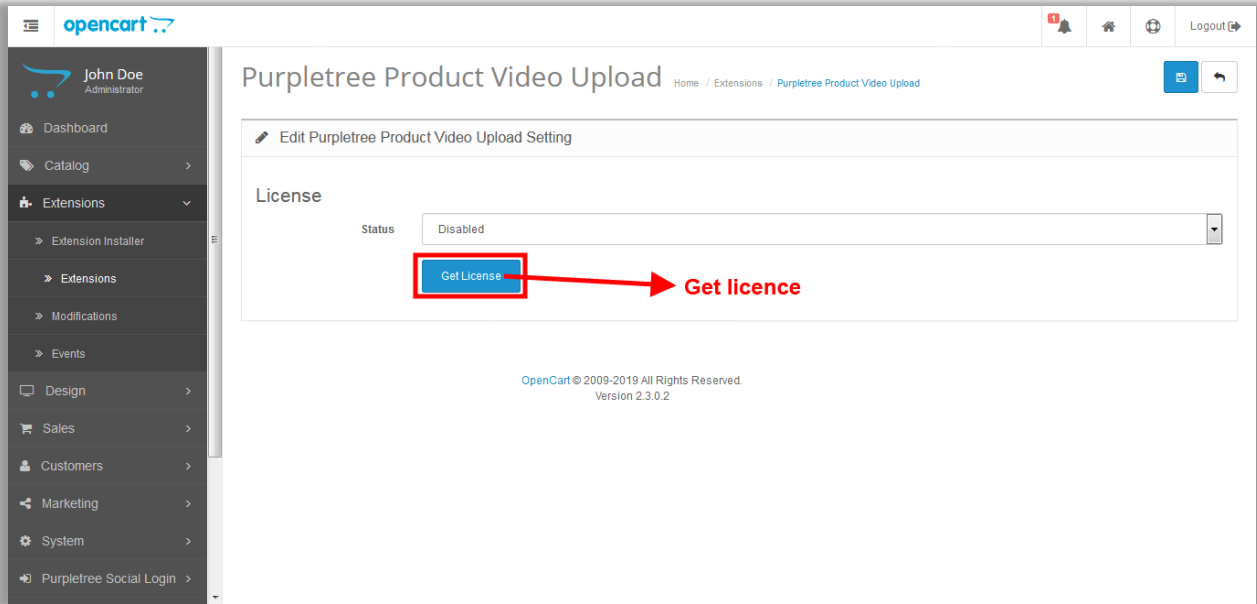 opencart
1
Logout
John Doe
Administrator
Dashboard
Catalog
Extensions
Extension Installer
Extensions
Modifications
Events
Design
Sales
Customers
Marketing
System
Purpletree Social Login
Purpletree Product Video Upload
Home / Extensions / Purpletree Product Video Upload
Edit Purpletree Product Video Upload Setting
License
Status Disabled
Get License
Get licence
OpenCart © 2009-2019 All Rights Reserved.
Version 2.3.0.2